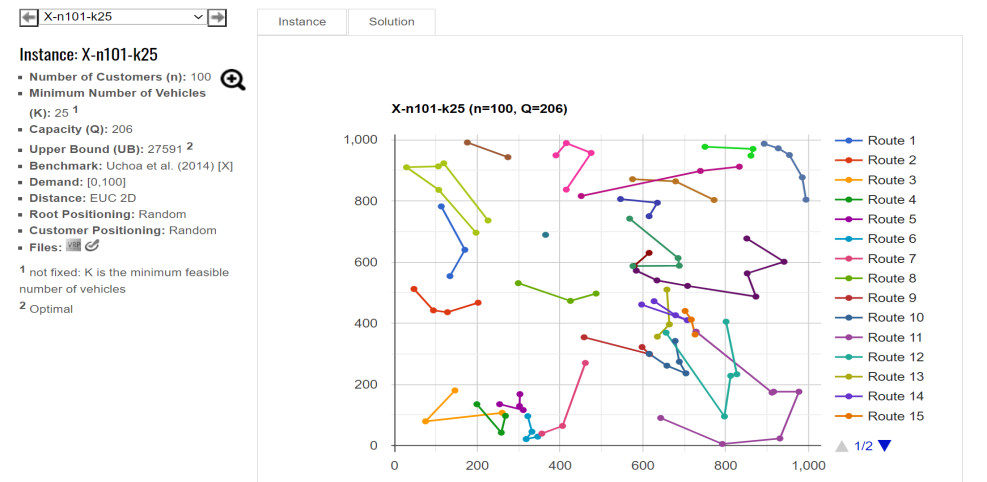 X-n101-k25
Instance
Solution
Instance: X-n101-k25
Number of Customers (n): 100
Minimum Number of Vehicles
(K): 25 1
Capacity (Q): 206
Upper Bound (UB): 27591 2
Benchmark: Uchoa et al. (2014) [X]
Demand: [0,100]
Distance: EUC 2D
Root Positioning: Random
Customer Positioning: Random
Files: VRP
1 not fixed: K is the minimum feasible
number of vehicles
2 Optimal
X-n101-k25 (n=100, Q=206)
1,000
800
600
400
200
0
0 200 400 600 800 1,000
Route 1
Route 2
Route 3
Route 4
Route 5
Route 6
Route 7
Route 8
Route 9
Route 10
Route 11
Route 12
Route 13
Route 14
Route 15
1/2